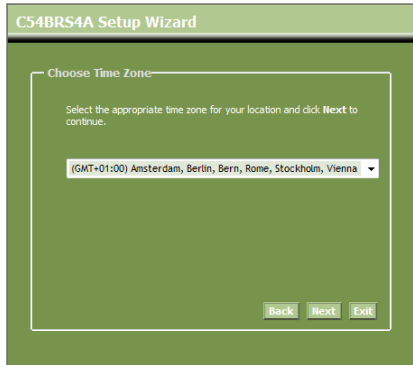 C54BRS4A Setup Wizard
Choose Time Zone
Select the appropriate time zone for your location and click Next to
continue.
(GMT+01:00) Amsterdam, Berlin, Bern, Rome, Stockholm, Vienna
Back Next Exit